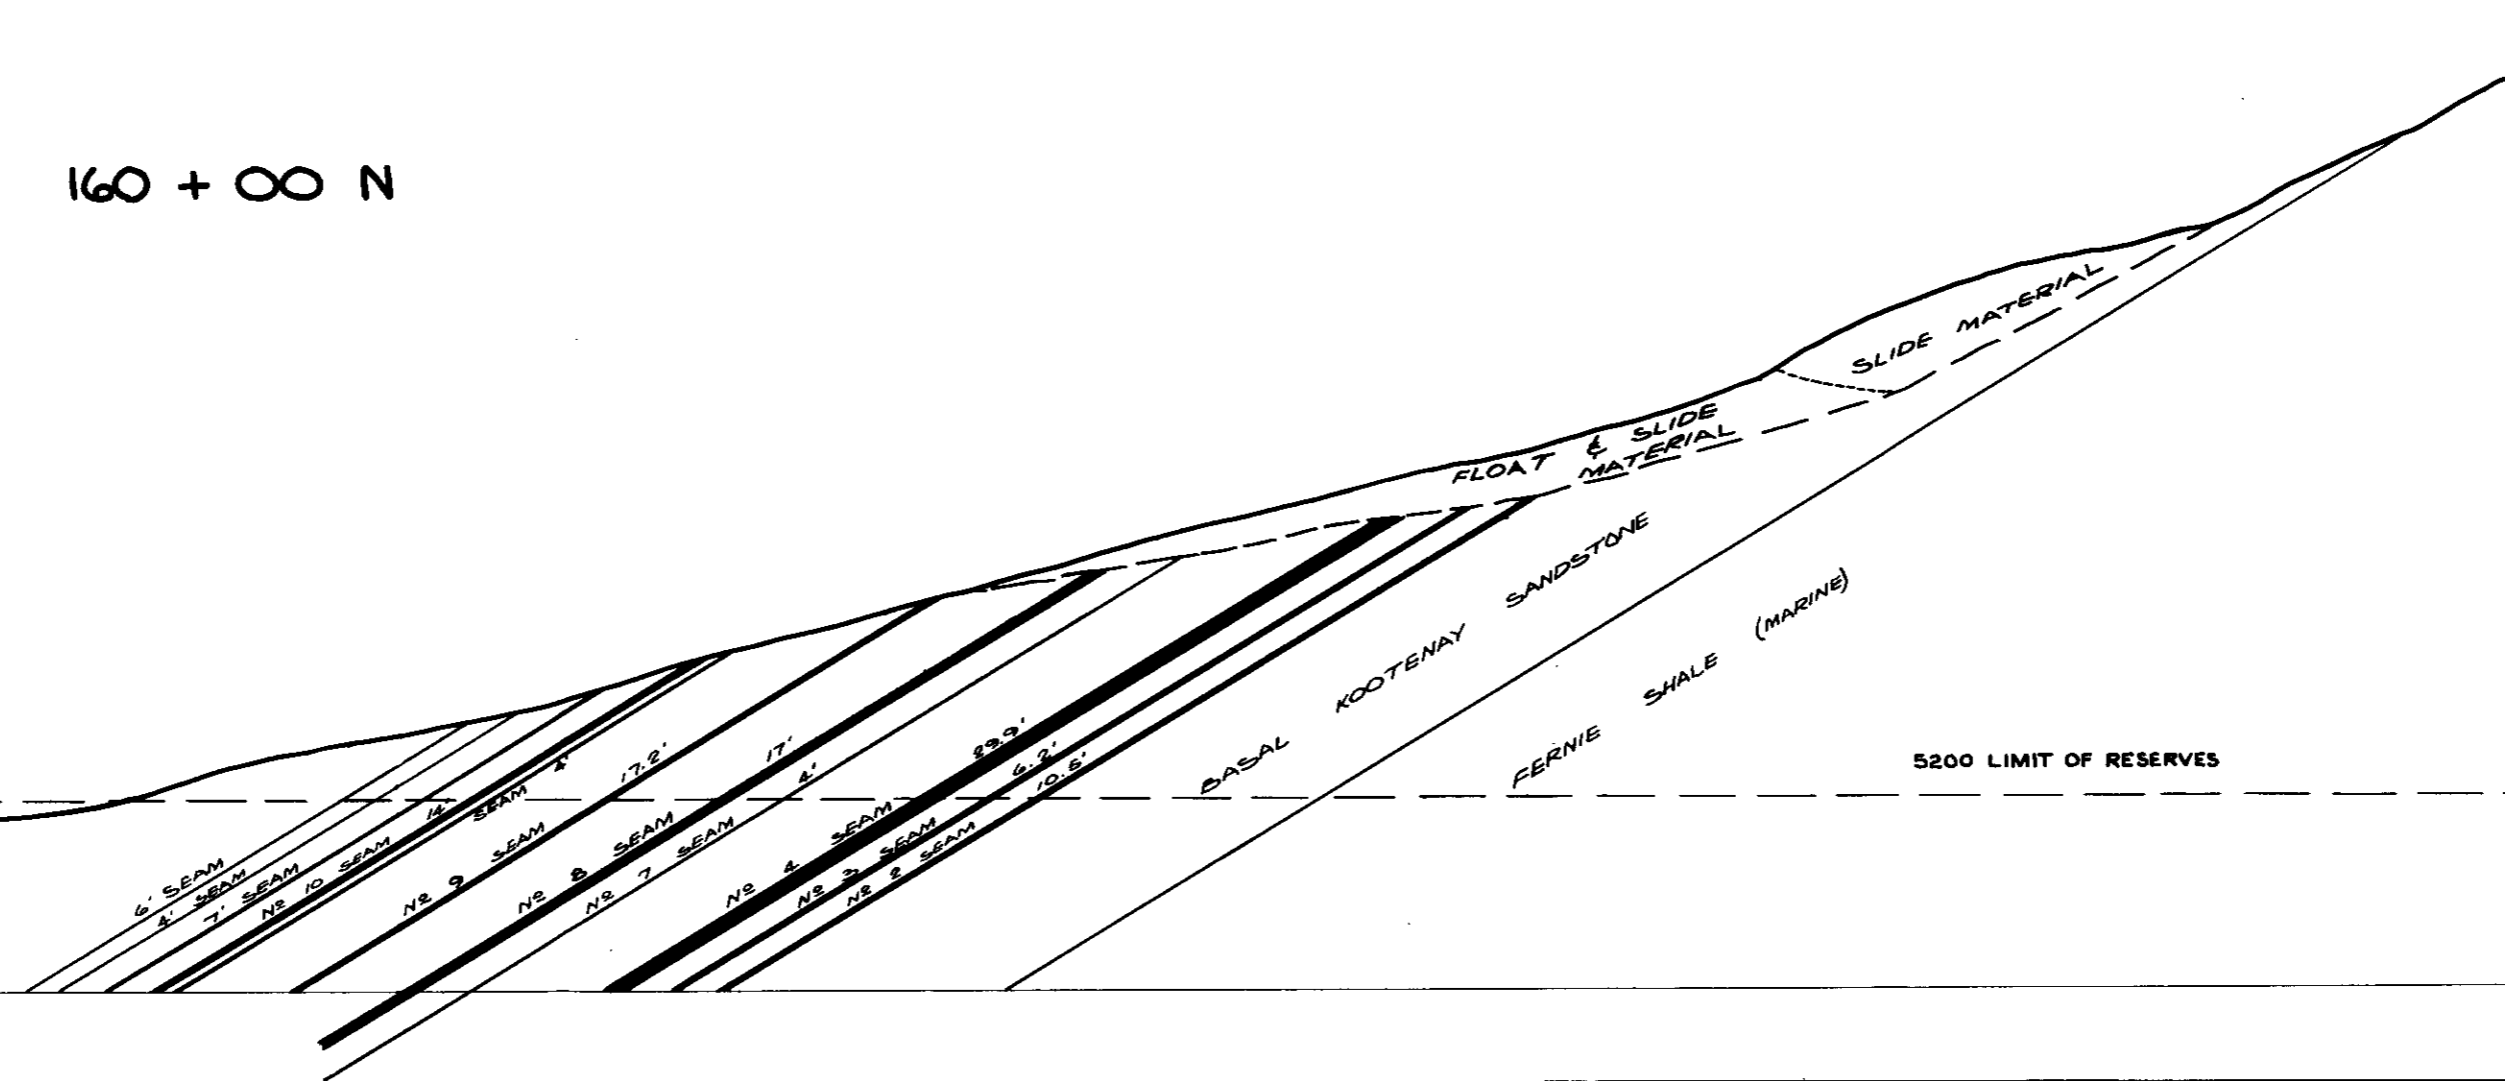 160 + 00 N
SLIDE MATERIAL
FLOAT & SLIDE
MATERIAL
BASAL KOOTENAY SANDSTONE
FERNIE SHALE (MARINE)
5200 LIMIT OF RESERVES
6' SEAM
4' SEAM
7' SEAM
Nº 10 SEAM 14'
SEAM 4'
Nº 9 SEAM 17.2'
Nº 8 SEAM 17'
Nº 7 SEAM 4'
Nº 4 SEAM 29.9'
Nº 3 SEAM 6.2'
Nº 2 SEAM 10.5'